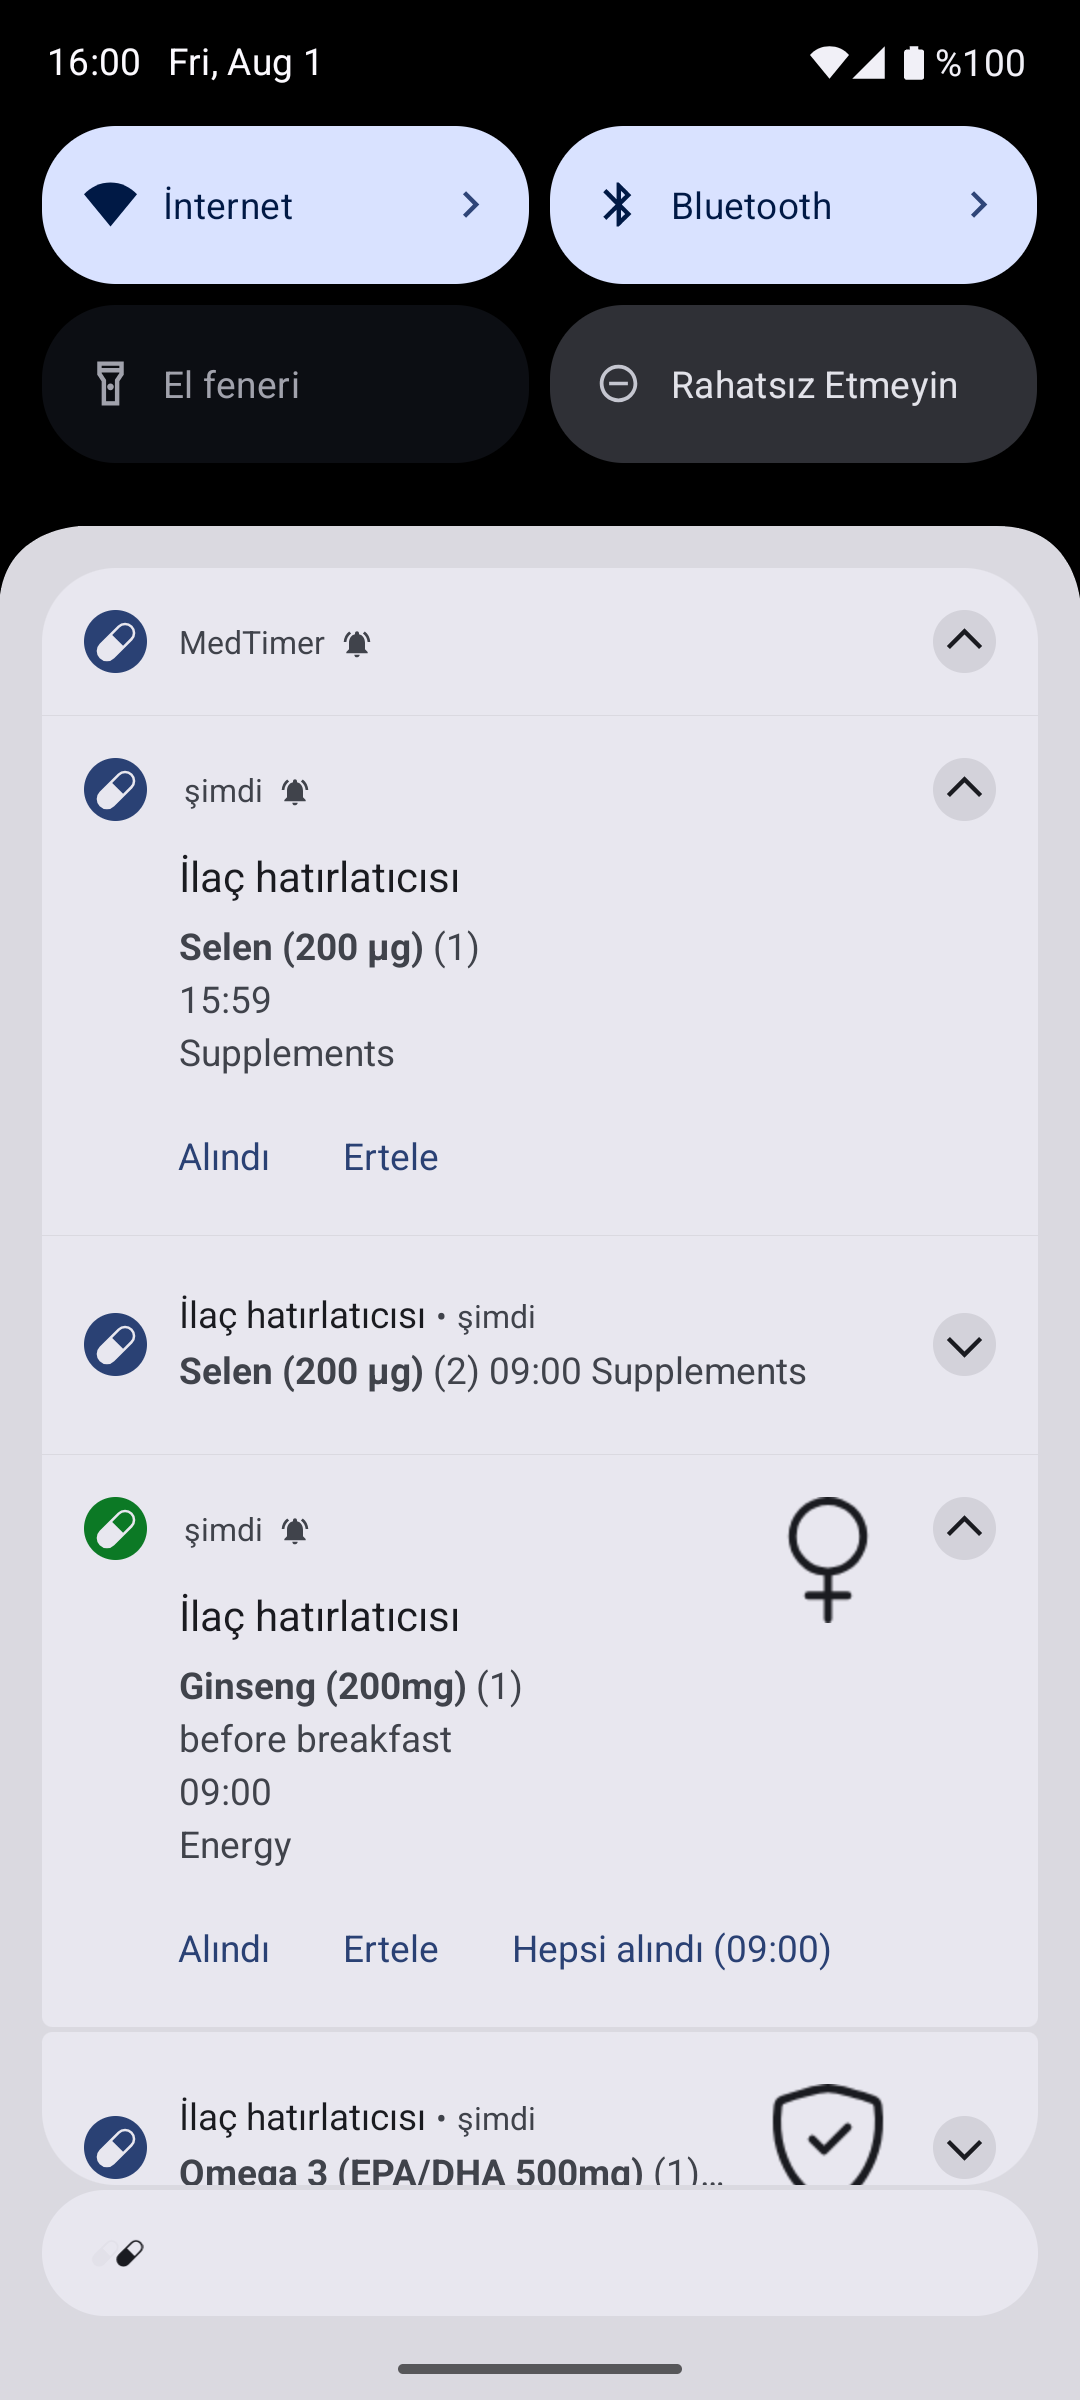 16:00 Fri, Aug 1 %100
İnternet
Bluetooth
El feneri
Rahatsız Etmeyin
MedTimer
şimdi
İlaç hatırlatıcısı
Selen (200 µg) (1)
15:59
Supplements
Alındı Ertele
İlaç hatırlatıcısı • şimdi
Selen (200 µg) (2) 09:00 Supplements
şimdi
İlaç hatırlatıcısı
Ginseng (200mg) (1)
before breakfast
09:00
Energy
Alındı Ertele Hepsi alındı (09:00)
İlaç hatırlatıcısı • şimdi
Omega 3 (EPA/DHA 500mg) (1)...